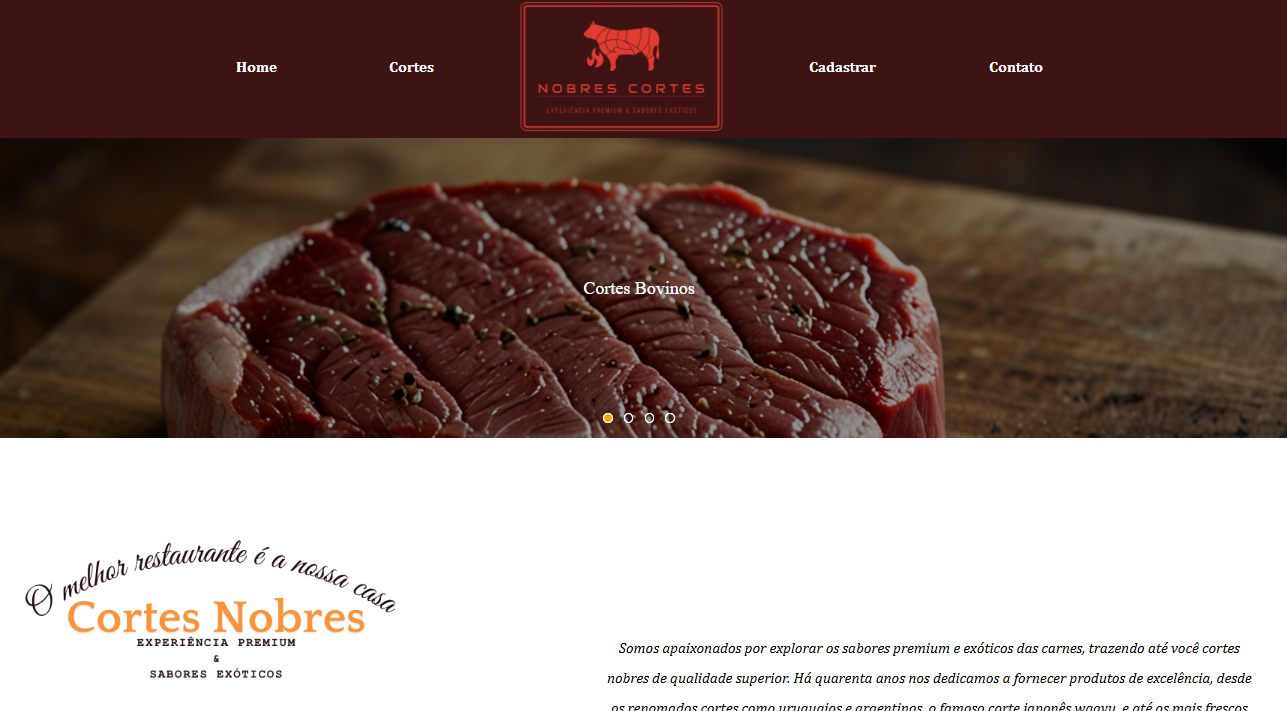 Home
Cortes
NOBRES CORTES
EXPERIÊNCIA PREMIUM & SABORES EXÓTICOS
Cadastrar
Contato
Cortes Bovinos
O melhor restaurante é a nossa casa
Cortes Nobres
EXPERIÊNCIA PREMIUM
&
SABORES EXÓTICOS
Somos apaixonados por explorar os sabores premium e exóticos das carnes, trazendo até você cortes
nobres de qualidade superior. Há quarenta anos nos dedicamos a fornecer produtos de excelência, desde
os renomados cortes como uruguaios e argentinos, o famoso corte japonês wagyu, e até os mais frescos